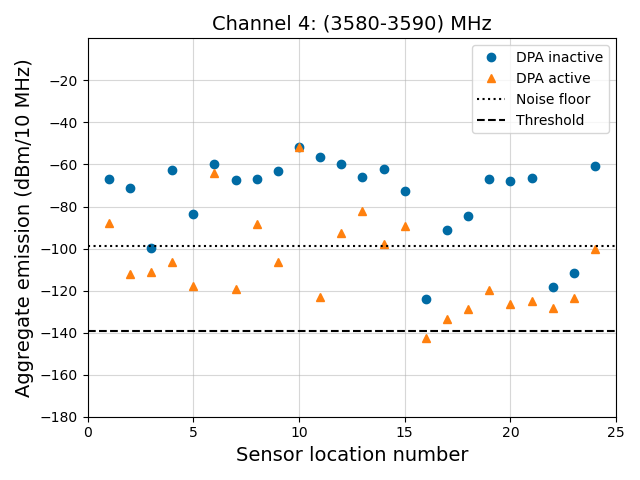 Channel 4: (3580-3590) MHz
DPA inactive
DPA active
Noise floor
Threshold
Aggregate emission (dBm/10 MHz)
−20
−40
−60
−80
−100
−120
−140
−160
−180
0 5 10 15 20 25
Sensor location number